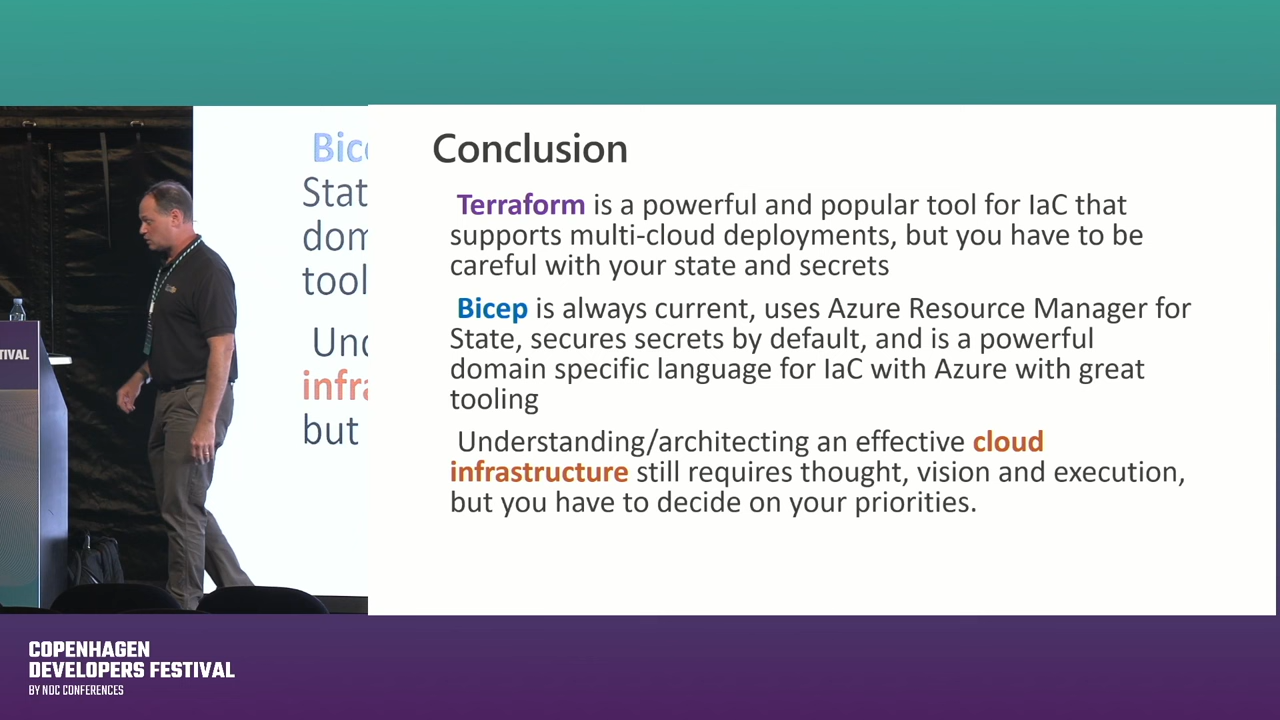 Conclusion
Terraform is a powerful and popular tool for IaC that
supports multi-cloud deployments, but you have to be
careful with your state and secrets
Bicep is always current, uses Azure Resource Manager for
State, secures secrets by default, and is a powerful
domain specific language for IaC with Azure with great
tooling
Understanding/architecting an effective cloud
infrastructure still requires thought, vision and execution,
but you have to decide on your priorities.
Bice
Stat
dom
tool
Und
infra
but
TIVAL
COPENHAGEN
DEVELOPERS FESTIVAL
BY NDC CONFERENCES